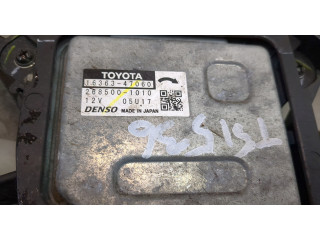 TOYOTA
16363-47060
268500-1010
12V 05U17
DENSO MADE IN JAPAN